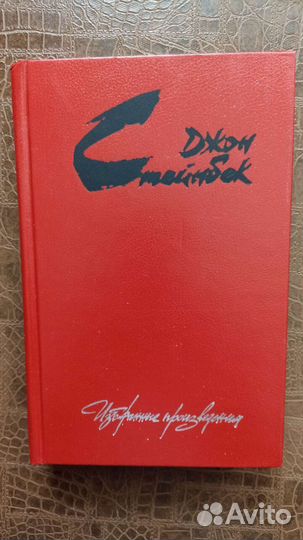 Джон
Стейнбек
Избранные произведения
Avito